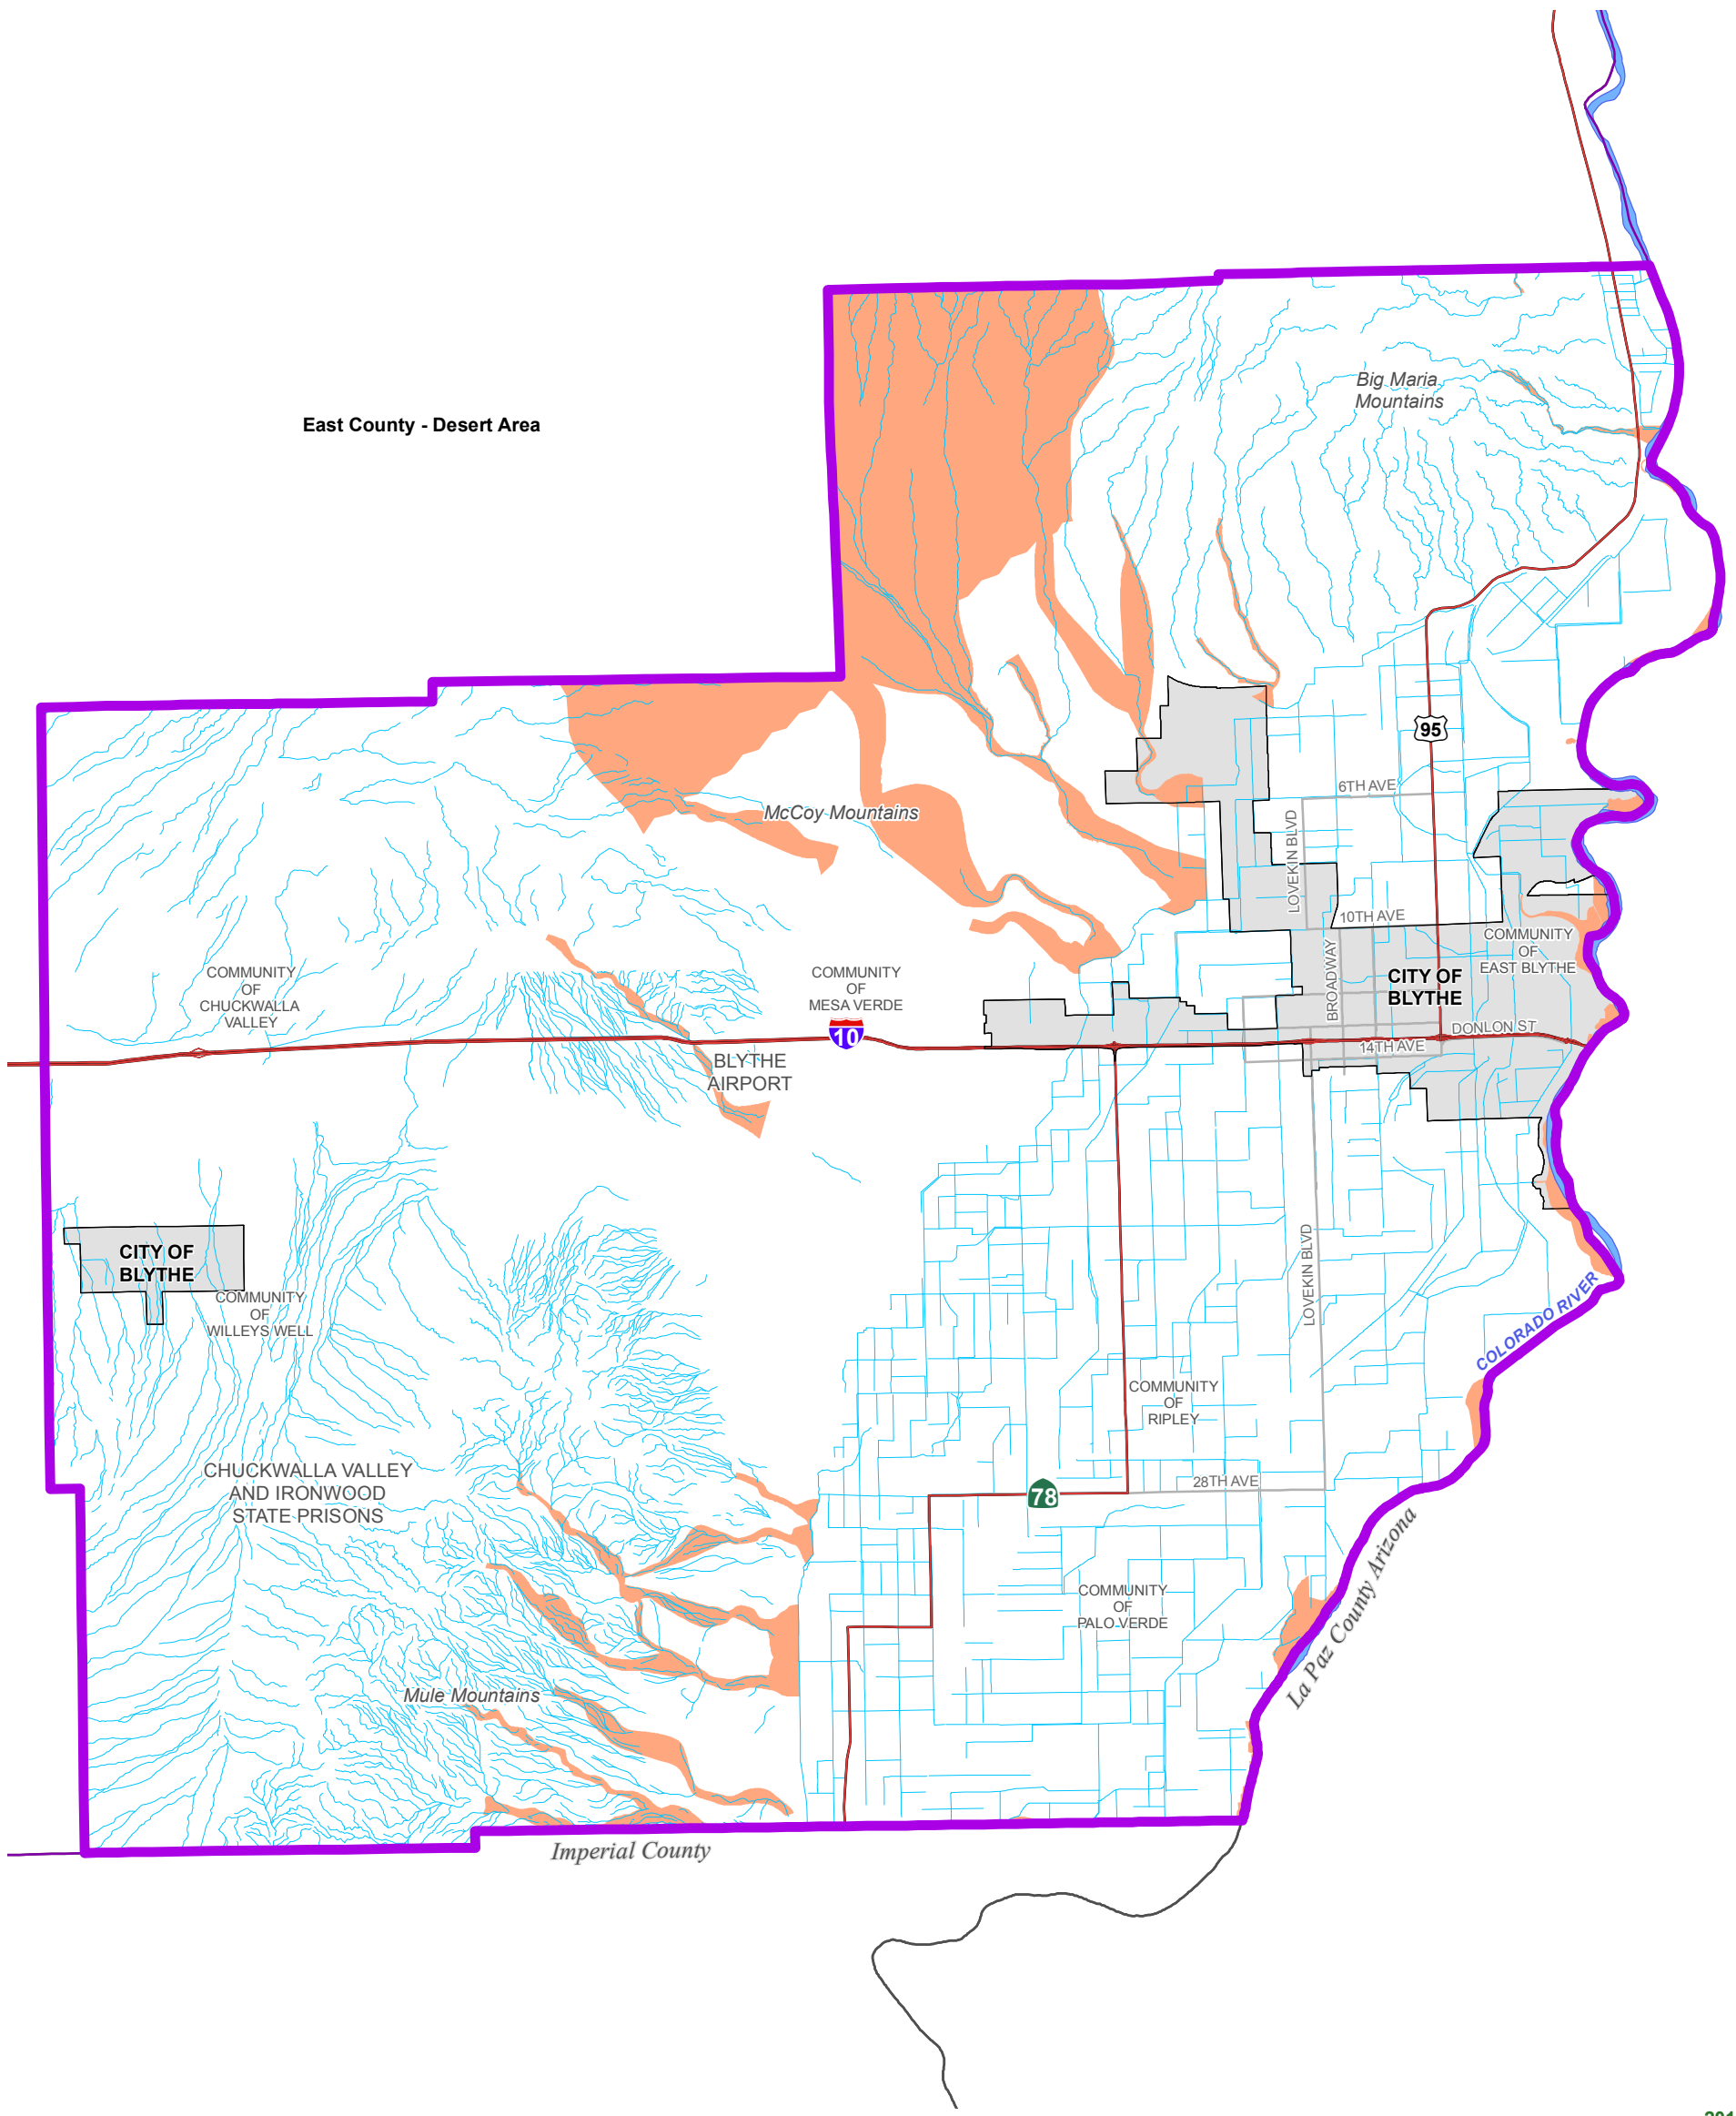 Big Maria
Mountains
East County - Desert Area
95
6TH AVE
McCoy Mountains
LOVEKIN BLVD
10TH AVE
COMMUNITY
OF
EAST BLYTHE
BROADWAY
CITY OF
BLYTHE
COMMUNITY
OF
CHUCKWALLA
VALLEY
COMMUNITY
OF
MESA VERDE
10
DONLON ST
14TH AVE
BLYTHE
AIRPORT
CITY OF
BLYTHE
COMMUNITY
OF
WILLEYS WELL
LOVEKIN BLVD
COLORADO RIVER
COMMUNITY
OF
RIPLEY
CHUCKWALLA VALLEY
AND IRONWOOD
STATE PRISONS
78
28TH AVE
La Paz County Arizona
COMMUNITY
OF
PALO VERDE
Mule Mountains
Imperial County